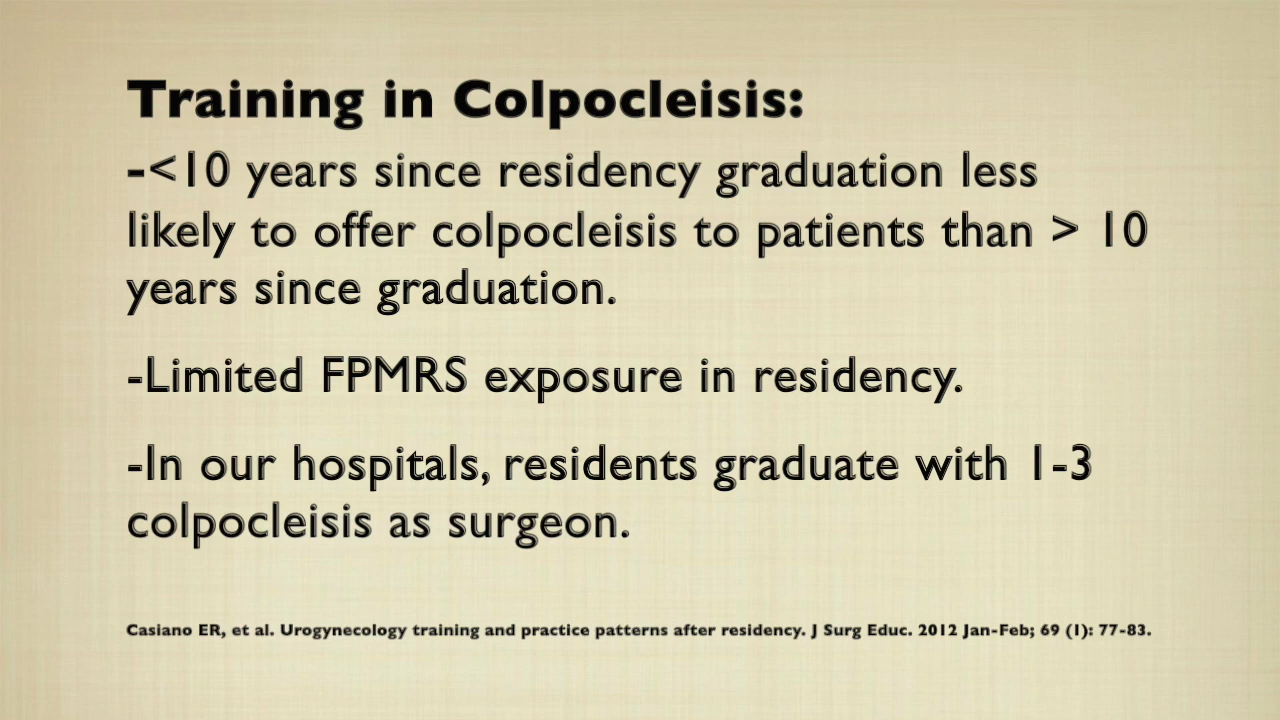 Training in Colpocleisis:
-<10 years since residency graduation less
likely to offer colpocleisis to patients than > 10
years since graduation.
-Limited FPMRS exposure in residency.
-In our hospitals, residents graduate with 1-3
colpocleisis as surgeon.
Casiano ER, et al. Urogynecology training and practice patterns after residency. J Surg Educ. 2012 Jan-Feb; 69 (1): 77-83.